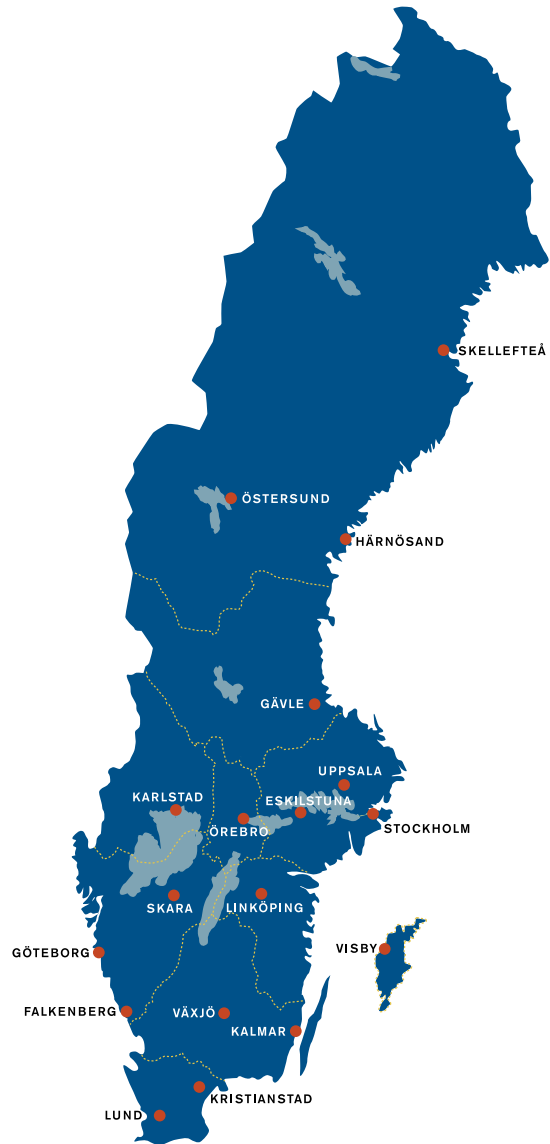 SKELLEFTEÅ
ÖSTERSUND
HÄRNÖSAND
GÄVLE
UPPSALA
KARLSTAD
ESKILSTUNA
ÖREBRO
STOCKHOLM
SKARA
LINKÖPING
GÖTEBORG
VISBY
FALKENBERG
VÄXJÖ
KALMAR
KRISTIANSTAD
LUND